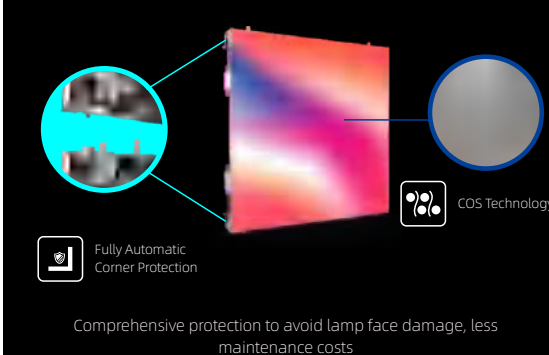 COS Technology
Fully Automatic
Corner Protection
Comprehensive protection to avoid lamp face damage, less
maintenance costs